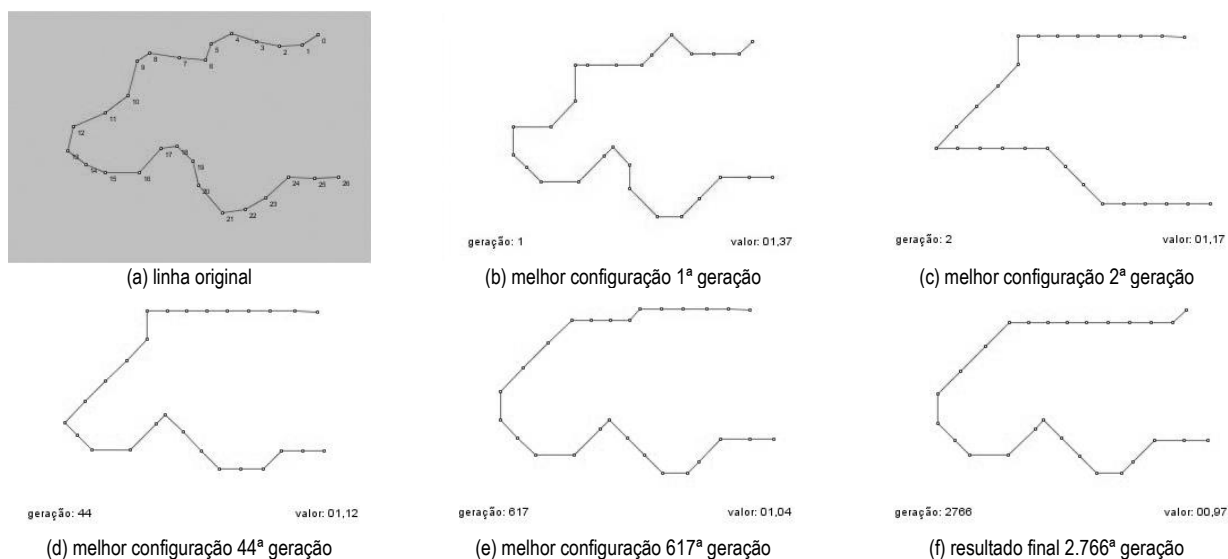 0
1
2
3
4
5
6
7
8
9
10
11
12
13
14
15
16
17
18
19
20
21
22
23
24
25
26
(a) linha original
geração: 1 valor: 01,37
(b) melhor configuração 1ª geração
geração: 2 valor: 01,17
(c) melhor configuração 2ª geração
geração: 44 valor: 01,12
(d) melhor configuração 44ª geração
geração: 617 valor: 01,04
(e) melhor configuração 617ª geração
geração: 2766 valor: 00,97
(f) resultado final 2.766ª geração